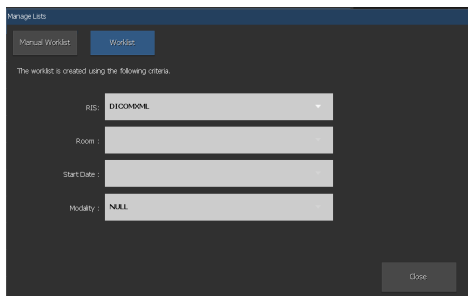 Manage Lists
Manual Worklist
Worklist
The worklist is created using the following criteria.
RIS: DICOMXML
Room :
Start Date :
Modality : NULL
Close